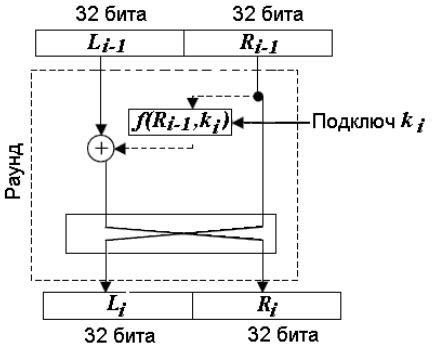 32 бита 32 бита
L_{i-1} R_{i-1}
f(R_{i-1},k_i)
Подключ k_i
+
Раунд
L_i R_i
32 бита 32 бита